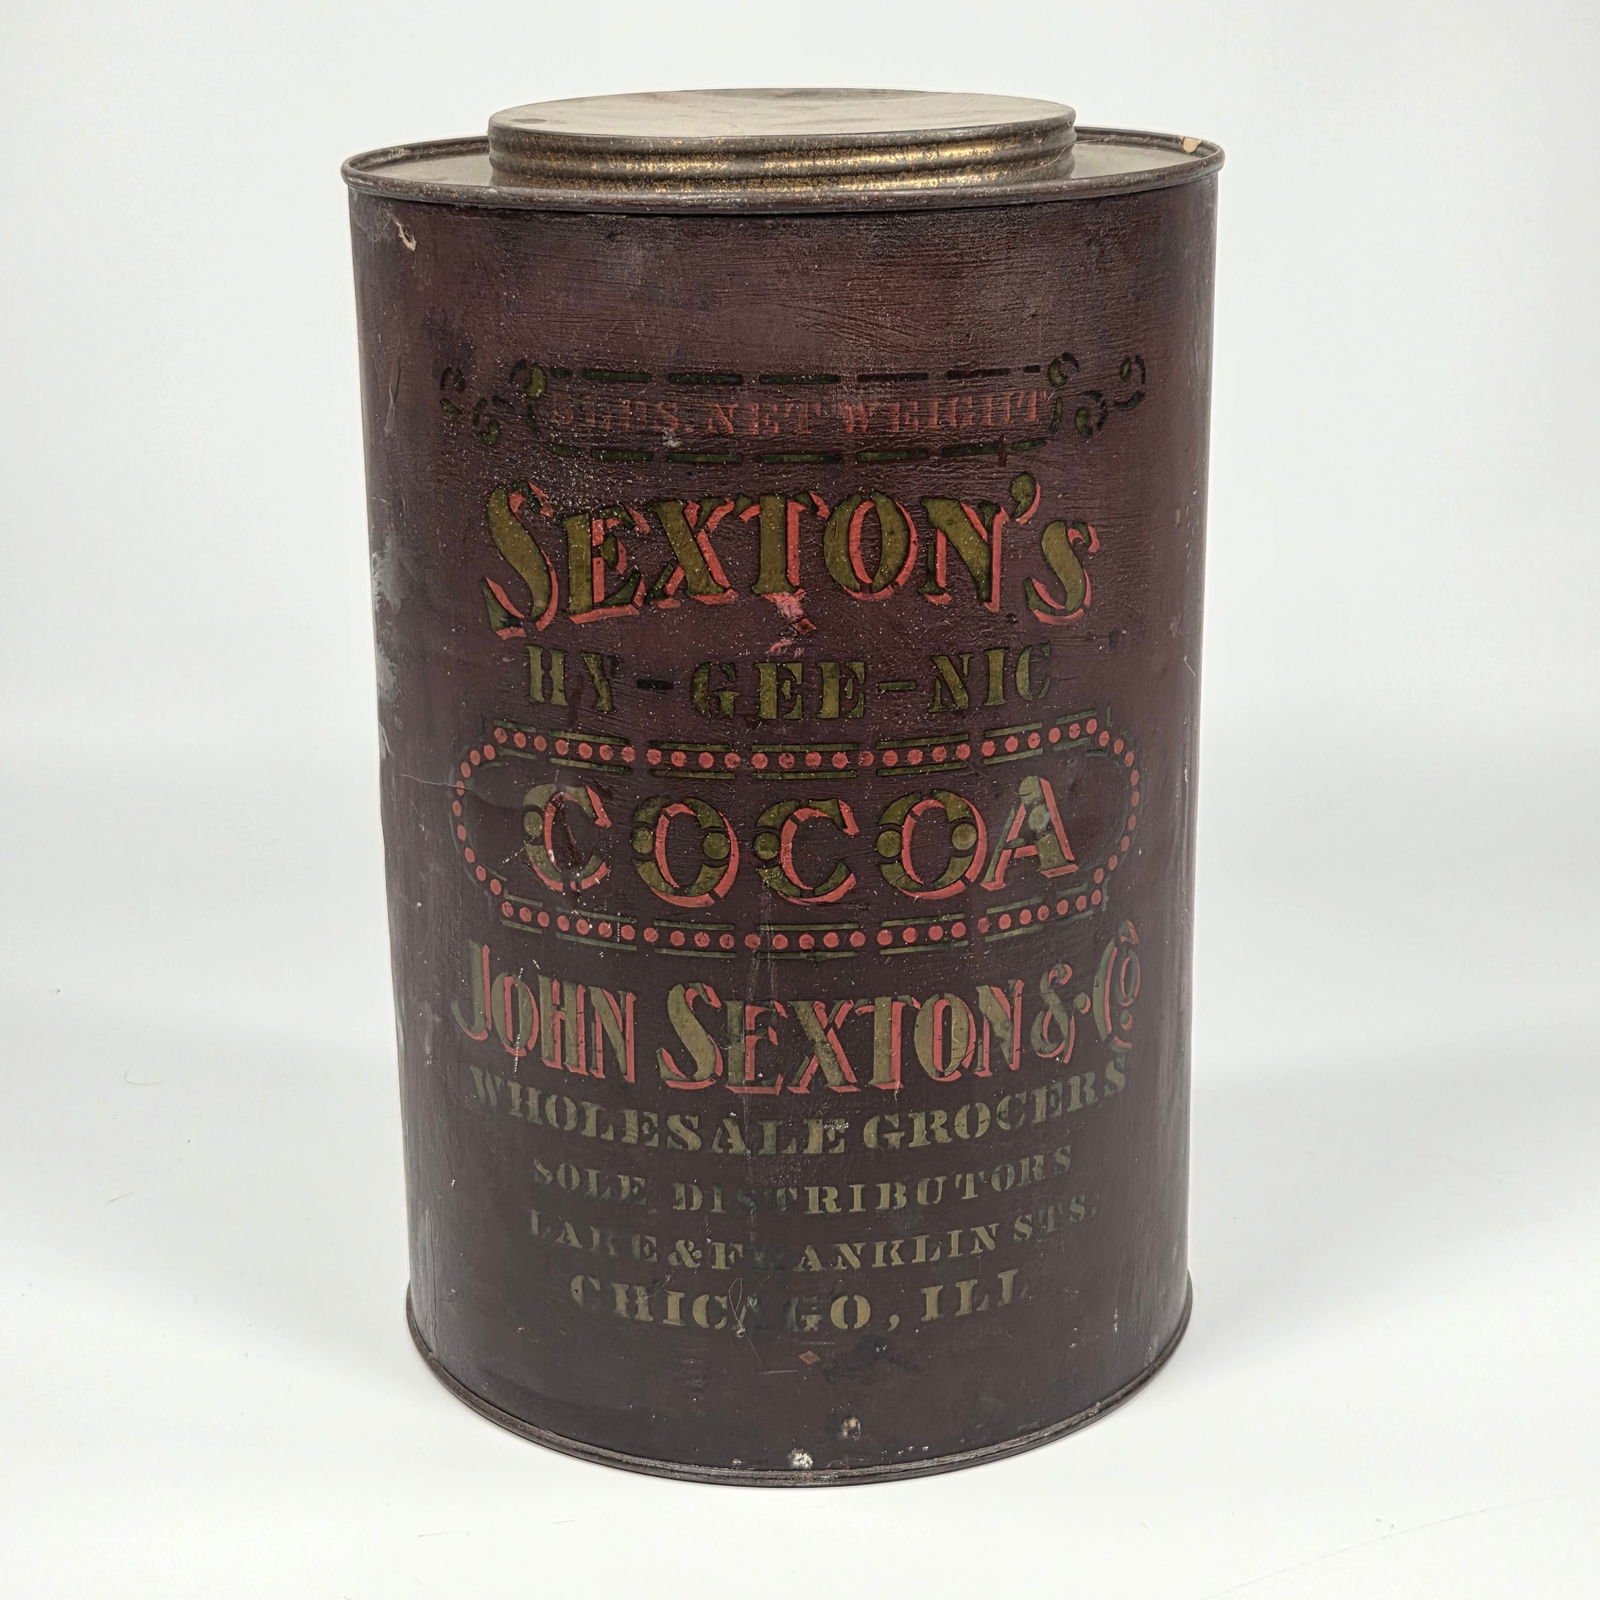 LBS. NET WEIGHT
SEXTON'S
HY-GEE-NIC
COCOA
JOHN SEXTON & CO
WHOLESALE GROCERS
SOLE DISTRIBUTORS
LAKE & FRANKLIN STS.
CHICAGO, ILL